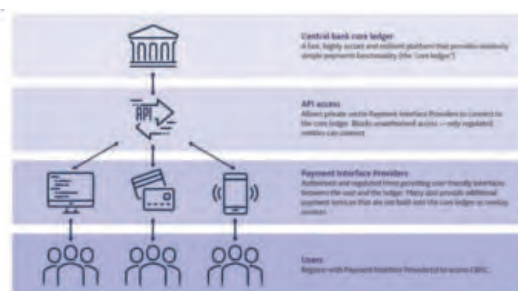 Central bank core ledger
A fast, highly secure and resilient platform that provides relatively
simple payments functionality (the 'core ledger')
API
API access
Allows private sector Payment Interface Providers to connect to
the core ledger. Blocks unauthorised access — only regulated
entities can connect
Payment Interface Providers
Authorised and regulated firms providing user-friendly interfaces
between the user and the ledger. Many also provide additional
payment services that are not built into the core ledger as overlay
services
Users
Register with Payment Interface Provider(s) to access CBDC